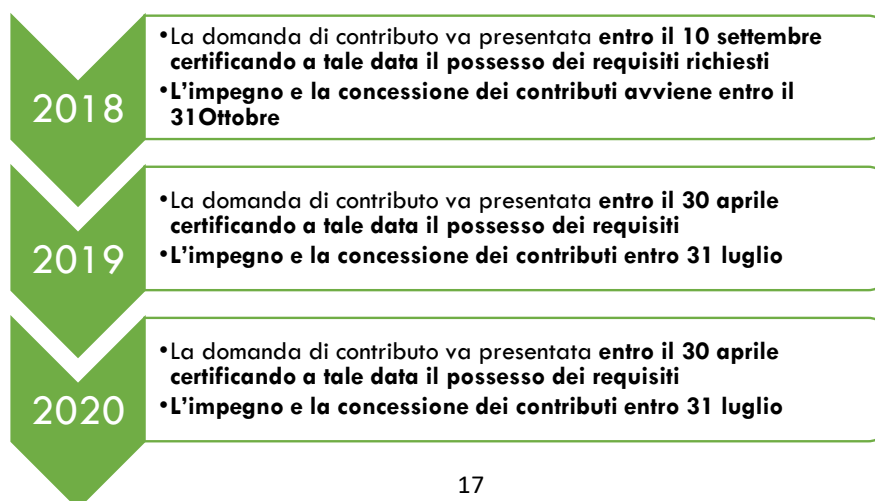 2018
•La domanda di contributo va presentata entro il 10 settembre
certificando a tale data il possesso dei requisiti richiesti
•L'impegno e la concessione dei contributi avviene entro il
31Ottobre
2019
•La domanda di contributo va presentata entro il 30 aprile
certificando a tale data il possesso dei requisiti
•L'impegno e la concessione dei contributi entro 31 luglio
2020
•La domanda di contributo va presentata entro il 30 aprile
certificando a tale data il possesso dei requisiti
•L'impegno e la concessione dei contributi entro 31 luglio
17